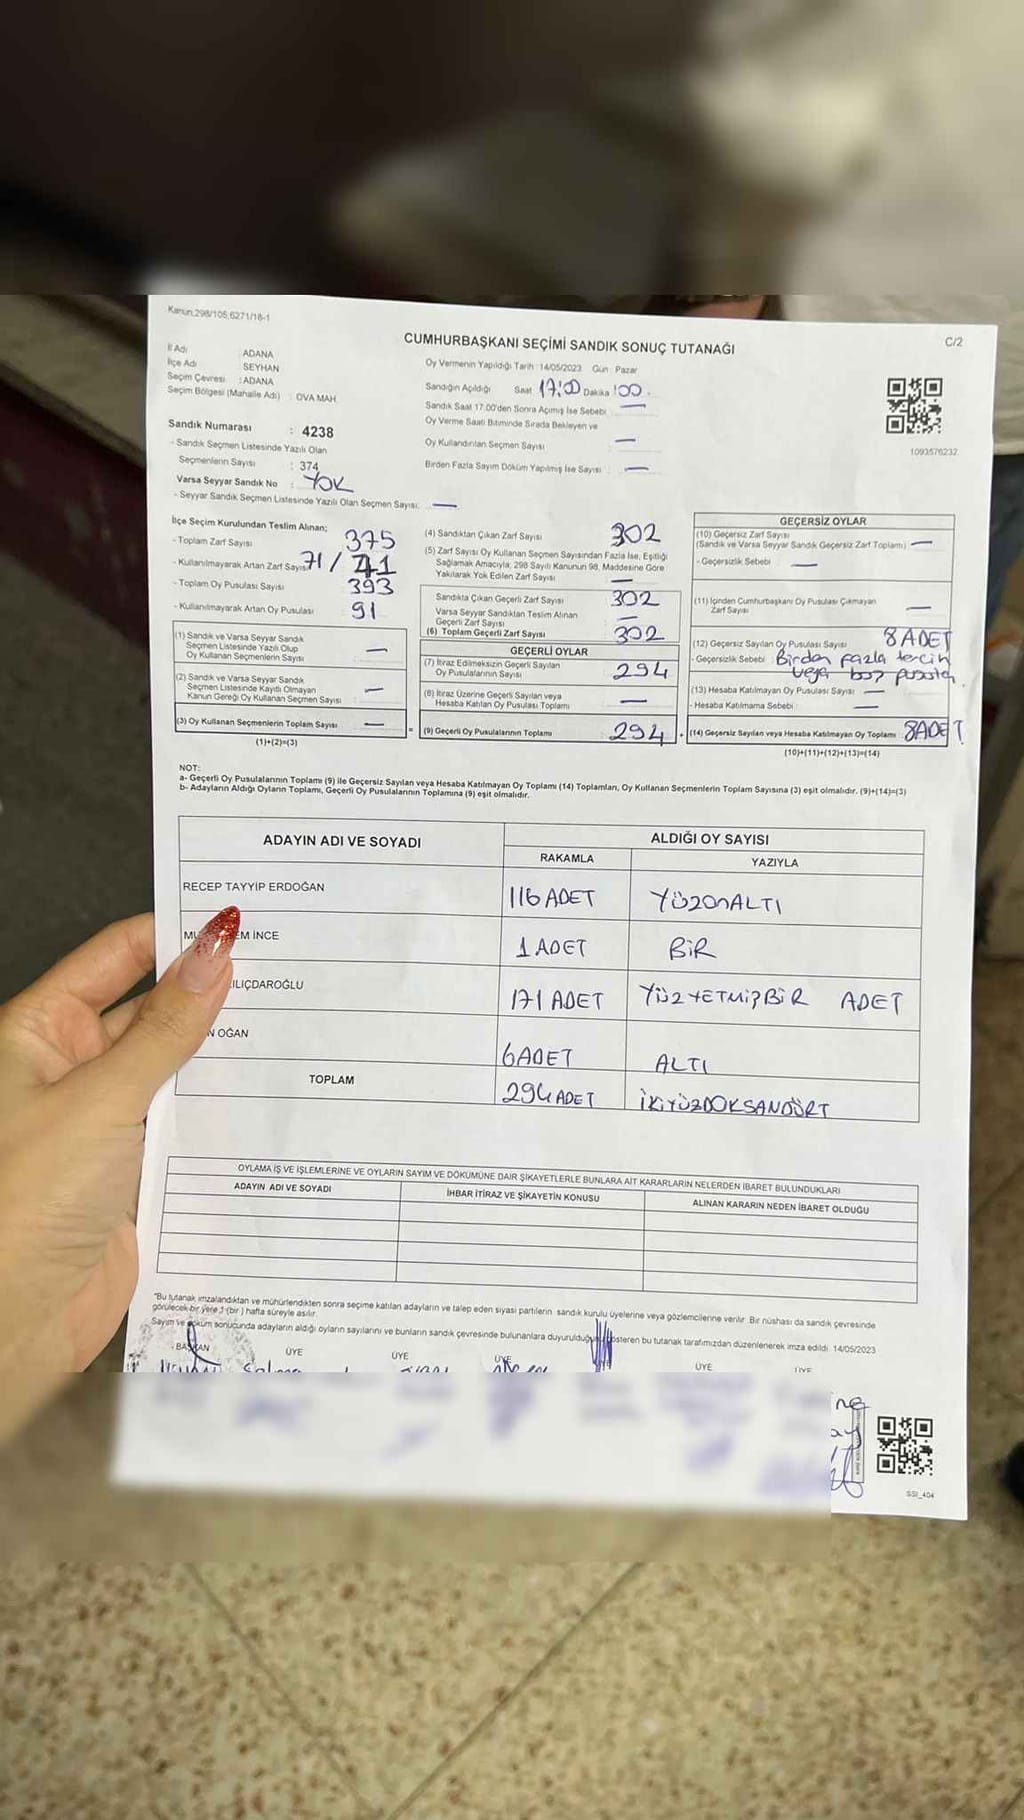 Kanun,298/105,6271/18-1
CUMHURBAŞKANI SEÇİMİ SANDIK SONUÇ TUTANAĞI
C/2
İl Adı : ADANA
İlçe Adı : SEYHAN
Seçim Çevresi : ADANA
Seçim Bölgesi (Mahalle Adı) : OVA MAH
Oy Vermenin Yapıldığı Tarih :14/05/2023 Gün : Pazar
Sandığın Açıldığı Saat 17:00 Dakika :00.
Sandık Saat 17.00'den Sonra Açımış İse Sebebi —
Oy Verme Saati Bitiminde Sırada Bekleyen ve
Oy Kullandırılan Seçmen Sayısı —
Birden Fazla Sayım Döküm Yapılmış İse Sayısı : —
1093576232
Sandık Numarası : 4238
- Sandık Seçmen Listesinde Yazılı Olan
Seçmenlerin Sayısı : 374
Varsa Seyyar Sandık No : YOK
- Seyyar Sandık Seçmen Listesinde Yazılı Olan Seçmen Sayısı: —
İlçe Seçim Kurulundan Teslim Alınan;
- Toplam Zarf Sayısı 375
- Kullanılmayarak Artan Zarf Sayısı 71 /
- Toplam Oy Pusulası Sayısı 393
- Kullanılmayarak Artan Oy Pusulası 91
(1) Sandık ve Varsa Seyyar Sandık
Seçmen Listesinde Yazılı Olup
Oy Kullanan Seçmenlerin Sayısı —
(2) Sandık ve Varsa Seyyar Sandık
Seçmen Listesinde Kayıtlı Olmayan
Kanun Gereği Oy Kullanan Seçmen Sayısı —
(3) Oy Kullanan Seçmenlerin Toplam Sayısı —
(1)+(2)=(3)
(4) Sandıktan Çıkan Zarf Sayısı 302
(5) Zarf Sayısı Oy Kullanan Seçmen Sayısından Fazla İse, Eşitliği
Sağlamak Amacıyla, 298 Sayılı Kanunun 98. Maddesine Göre
Yakılarak Yok Edilen Zarf Sayısı —
Sandıkta Çıkan Geçerli Zarf Sayısı 302
Varsa Seyyar Sandıktan Teslim Alınan
Geçerli Zarf Sayısı —
(6) Toplam Geçerli Zarf Sayısı 302
GEÇERLİ OYLAR
(7) İtiraz Edilmeksizin Geçerli Sayılan
Oy Pusulalarının Sayısı 294
(8) İtiraz Üzerine Geçerli Sayılan veya
Hesaba Katılan Oy Pusulası Toplamı —
(9) Geçerli Oy Pusulalarının Toplamı 294
GEÇERSİZ OYLAR
(10) Geçersiz Zarf Sayısı
(Sandık ve Varsa Seyyar Sandık Geçersiz Zarf Toplamı) —
- Geçersizlik Sebebi —
(11) İçinden Cumhurbaşkanı Oy Pusulası Çıkmayan
Zarf Sayısı —
(12) Geçersiz Sayılan Oy Pusulası Sayısı 8 ADET
- Geçersizlik Sebebi Birden fazla tercih
veya boş pusula.
(13) Hesaba Katılmayan Oy Pusulası Sayısı —
- Hesaba Katılmama Sebebi —
(14) Geçersiz Sayılan veya Hesaba Katılmayan Oy Toplamı 8ADET
(10)+(11)+(12)+(13)=(14)
NOT:
a- Geçerli Oy Pusulalarının Toplamı (9) ile Geçersiz Sayılan veya Hesaba Katılmayan Oy Toplamı (14) Toplamları, Oy Kullanan Seçmenlerin Toplam Sayısına (3) eşit olmalıdır. (9)+(14)=(3)
b- Adayların Aldığı Oyların Toplamı, Geçerli Oy Pusulalarının Toplamına (9) eşit olmalıdır.
ADAYIN ADI VE SOYADI
ALDIĞI OY SAYISI
RAKAMLA YAZIYLA
RECEP TAYYİP ERDOĞAN 116 ADET YÜZONALTI
MU EM İNCE 1 ADET BİR
ILIÇDAROĞLU 171 ADET YÜZYETMİŞBİR ADET
N OĞAN 6ADET ALTI
TOPLAM 294 ADET İKİYÜZDOKSANDÖRT
OYLAMA İŞ VE İŞLEMLERİNE VE OYLARIN SAYIM VE DÖKÜMÜNE DAİR ŞİKAYETLERLE BUNLARA AİT KARARLARIN NELERDEN İBARET BULUNDUKLARI
ADAYIN ADI VE SOYADI İHBAR İTİRAZ VE ŞİKAYETİN KONUSU ALINAN KARARIN NEDEN İBARET OLDUĞU
"Bu tutanak imzalandıktan ve mühürlendikten sonra seçime katılan adayların ve talep eden siyasi partilerin sandık kurulu üyelerine veya gözlemcilerine verilir. Bir nüshası da sandık çevresinde
görülecek bir yere 1 (bir) hafta süreyle asılır.
Sayım ve döküm sonucunda adayların aldığı oyların sayılarını ve bunların sandık çevresinde bulunanlara duyurulduğunu gösteren bu tutanak tarafımızdan düzenlenerek imza edildi. 14/05/2023
BAŞKAN ÜYE ÜYE ÜYE ÜYE ÜYE
SSİ_404